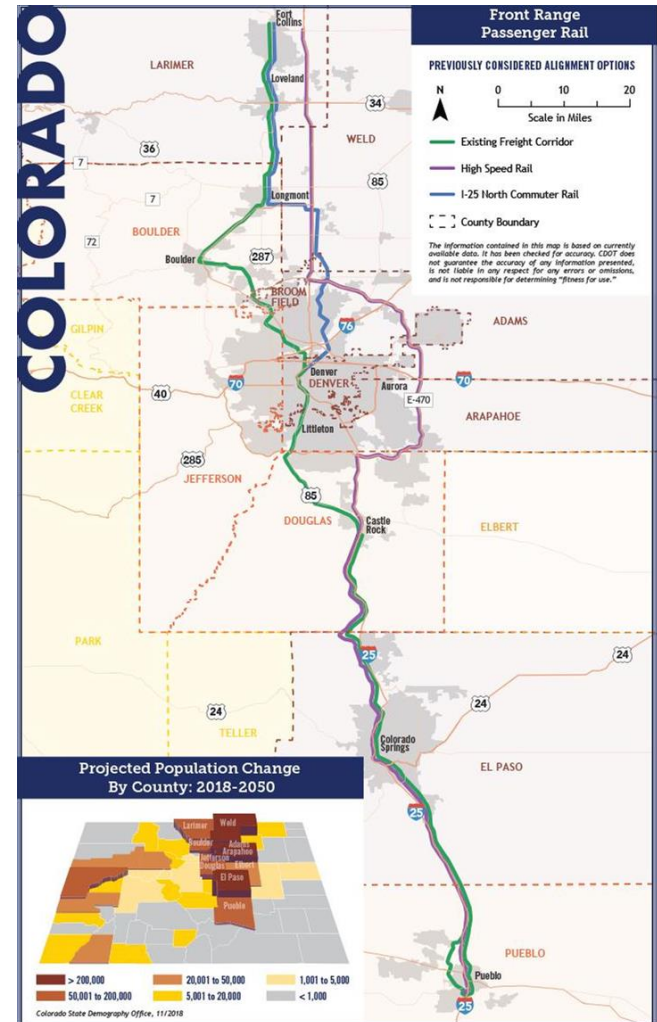 COLORADO
Front Range
Passenger Rail
PREVIOUSLY CONSIDERED ALIGNMENT OPTIONS
N
0 10 20
Scale in Miles
Existing Freight Corridor
High Speed Rail
I-25 North Commuter Rail
County Boundary
The information contained in this map is based on currently
available data. It has been checked for accuracy. CDOT does
not guarantee the accuracy of any information presented,
is not liable in any respect for any errors or omissions,
and is not responsible for determining "fitness for use."
Fort
Collins
LARIMER
Loveland
34
WELD
36
7
85
7
Longmont
BOULDER
72
287
Boulder
BROOM
FIELD
ADAMS
GILPIN
76
Denver
DENVER
70
Aurora
70
CLEAR
CREEK
40
E-470
ARAPAHOE
Littleton
285
JEFFERSON
85
DOUGLAS
Castle
Rock
ELBERT
PARK
25
24
24
24
TELLER
Colorado
Springs
EL PASO
25
PUEBLO
Pueblo
25
Projected Population Change
By County: 2018-2050
Larimer
Weld
Boulder
Adams
Arapahoe
Jefferson
Douglas
Elbert
El Paso
Pueblo
> 200,000
20,001 to 50,000
1,001 to 5,000
50,001 to 200,000
5,001 to 20,000
< 1,000
Colorado State Demography Office, 11/2018